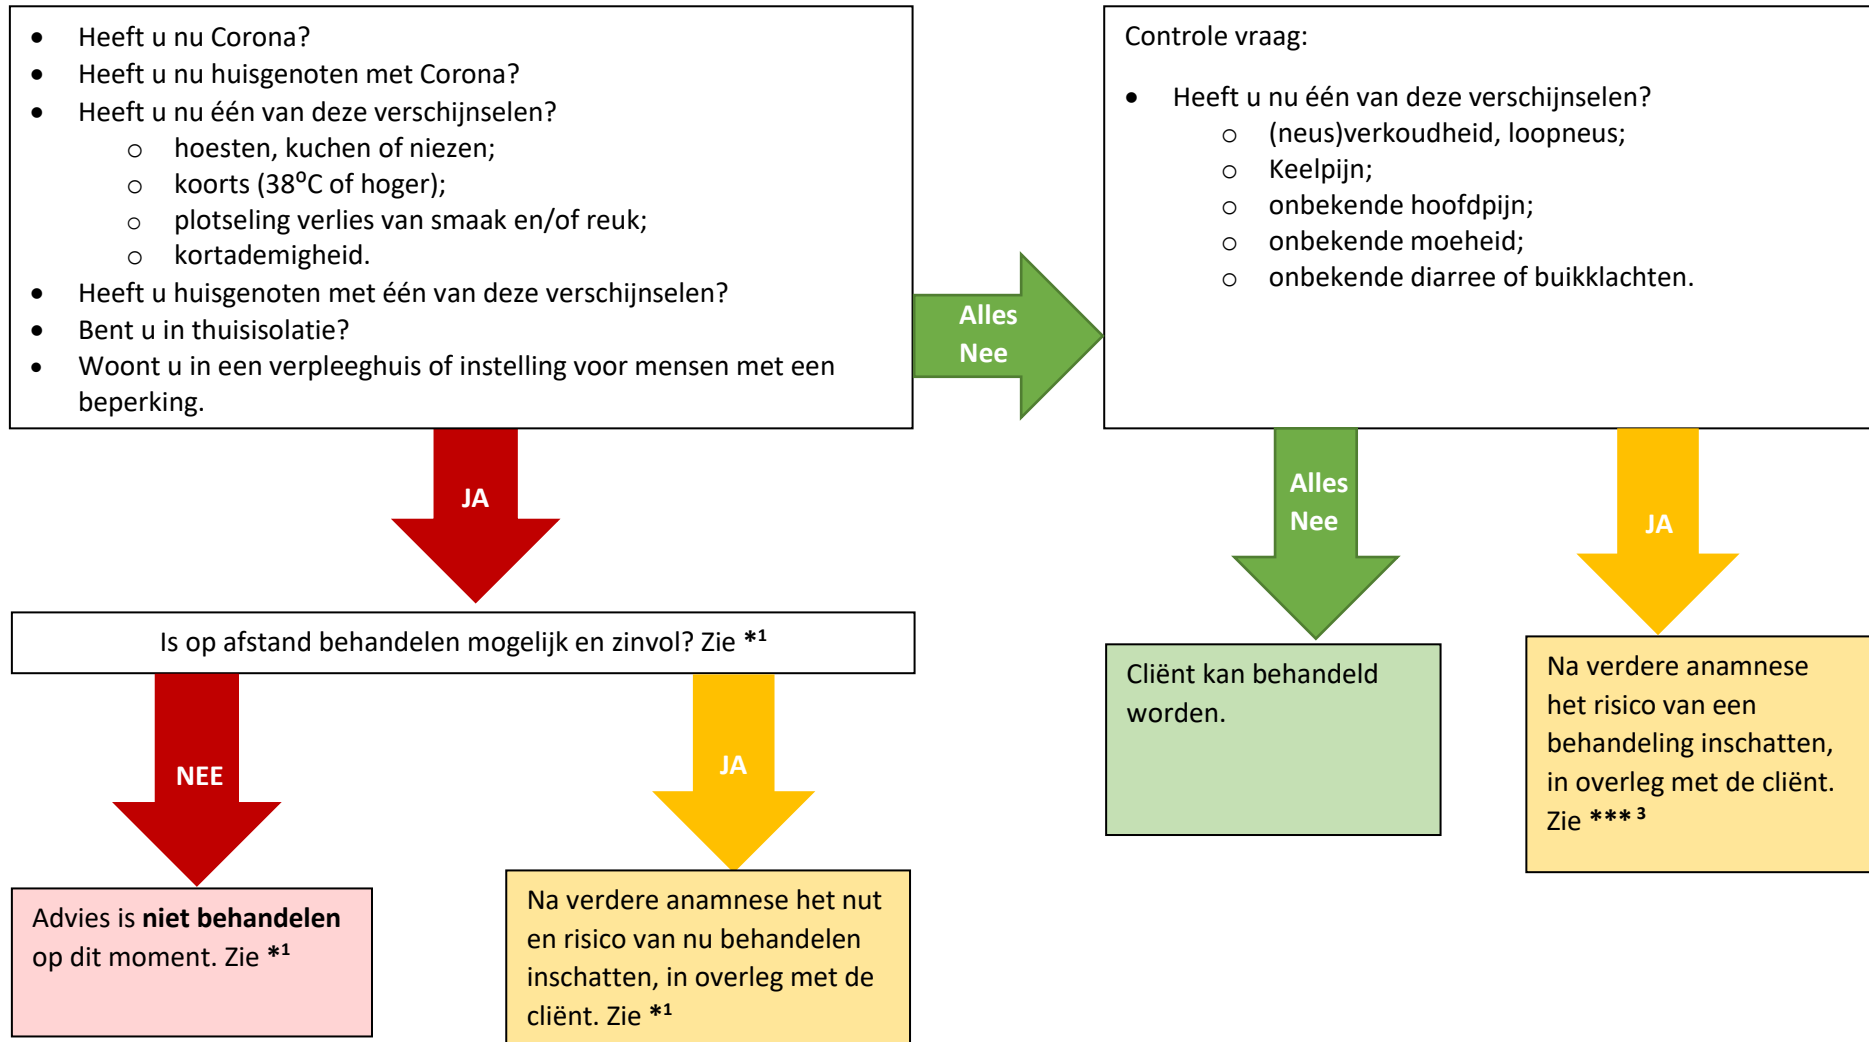 • Heeft u nu Corona?
• Heeft u nu huisgenoten met Corona?
• Heeft u nu één van deze verschijnselen?
o hoesten, kuchen of niezen;
o koorts (38⁰C of hoger);
o plotseling verlies van smaak en/of reuk;
o kortademigheid.
• Heeft u huisgenoten met één van deze verschijnselen?
• Bent u in thuisisolatie?
• Woont u in een verpleeghuis of instelling voor mensen met een
beperking.
Alles
Nee
Controle vraag:
• Heeft u nu één van deze verschijnselen?
o (neus)verkoudheid, loopneus;
o Keelpijn;
o onbekende hoofdpijn;
o onbekende moeheid;
o onbekende diarree of buikklachten.
JA
Alles
Nee
JA
Is op afstand behandelen mogelijk en zinvol? Zie *¹
Cliënt kan behandeld
worden.
Na verdere anamnese
het risico van een
behandeling inschatten,
in overleg met de cliënt.
Zie *** ³
NEE
JA
Advies is niet behandelen
op dit moment. Zie *¹
Na verdere anamnese het nut
en risico van nu behandelen
inschatten, in overleg met de
cliënt. Zie *¹